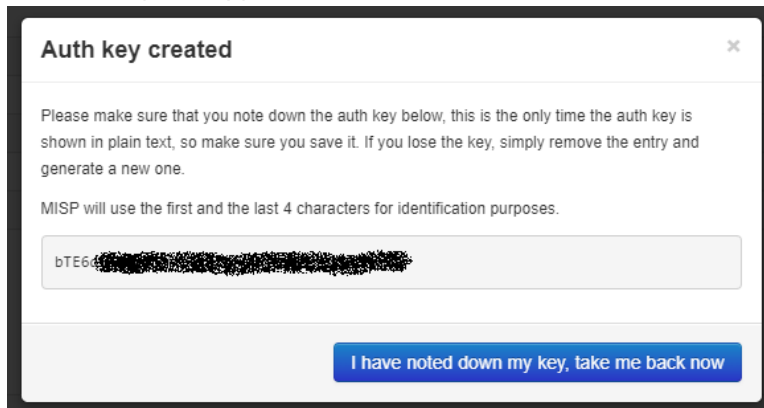 Auth key created
×
Please make sure that you note down the auth key below, this is the only time the auth key is
shown in plain text, so make sure you save it. If you lose the key, simply remove the entry and
generate a new one.
MISP will use the first and the last 4 characters for identification purposes.
bTE6
I have noted down my key, take me back now